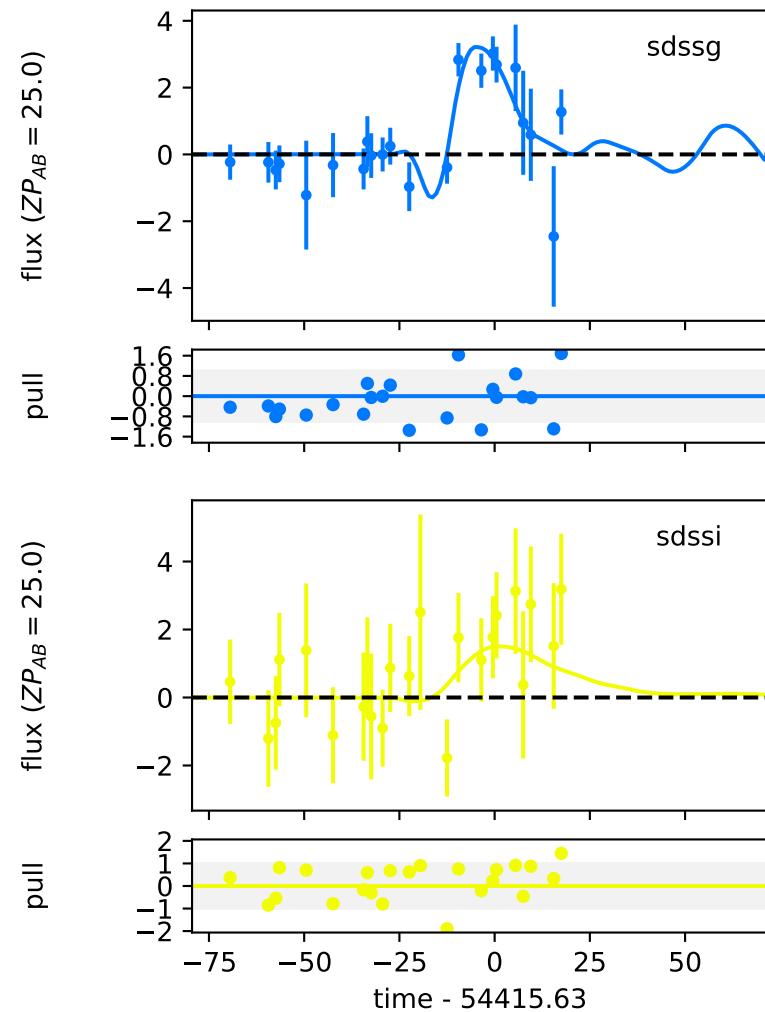 4
2
0
−2
−4
flux (ZP_AB = 25.0)
sdssg
1.6
0.8
0.0
−0.8
−1.6
pull
4
2
0
−2
flux (ZP_AB = 25.0)
sdssi
2
1
0
−1
−2
pull
−75 −50 −25 0 25 50
time - 54415.63